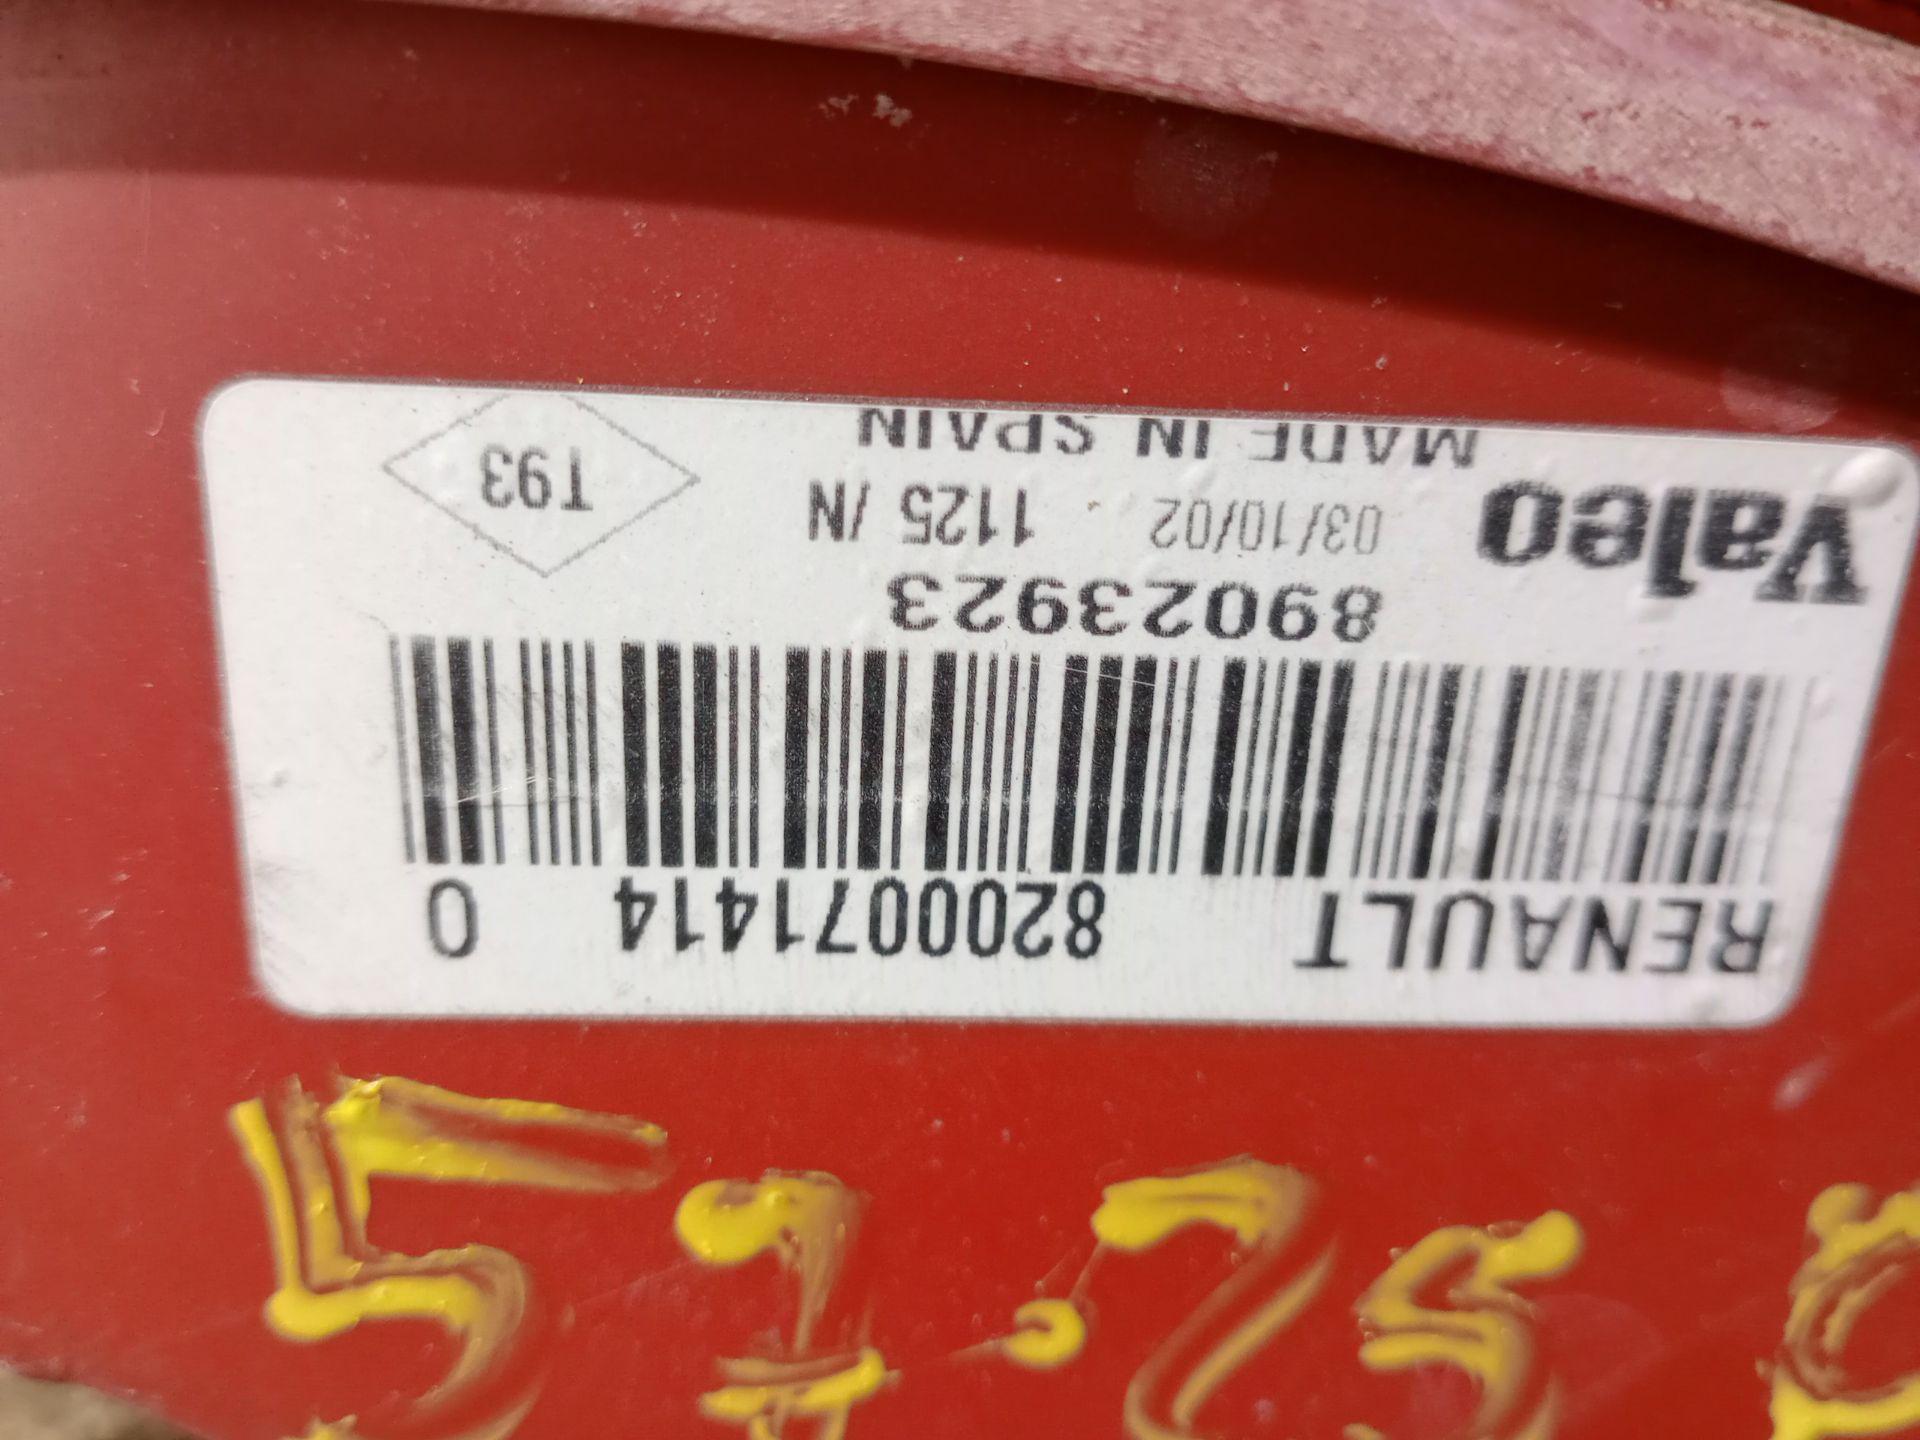 RENAULT 8200071414 0
89023923
Valeo 03/10/02 1125 /N T93
MADE IN SPAIN